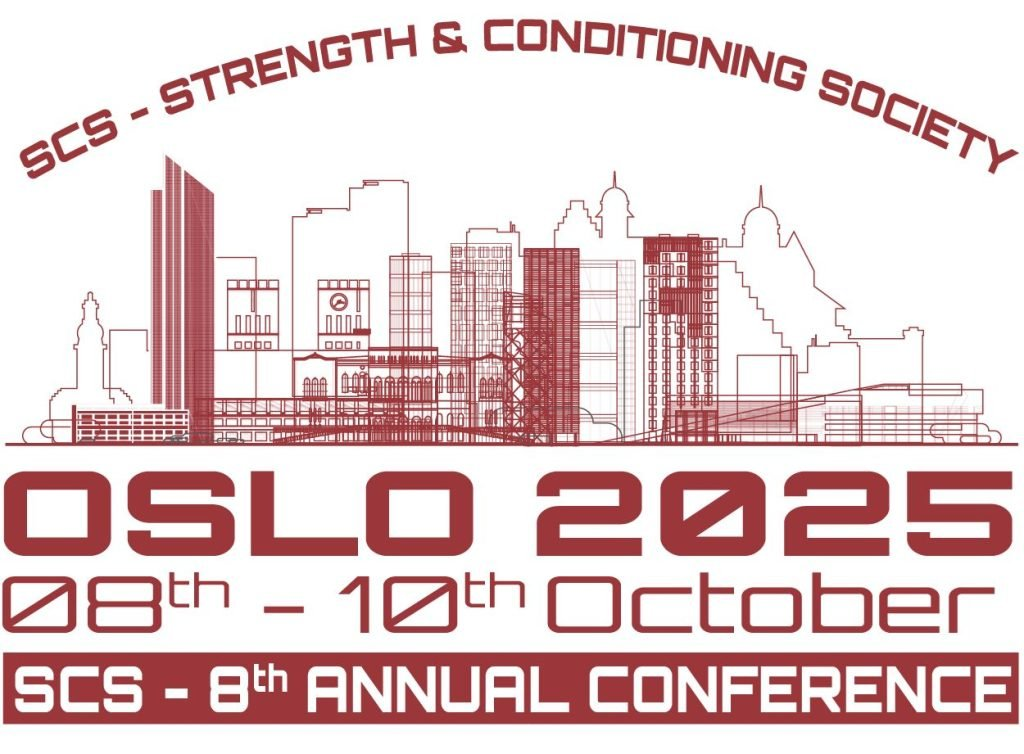 SCS - STRENGTH & CONDITIONING SOCIETY
OSLO 2025
08th - 10th October
SCS - 8th ANNUAL CONFERENCE